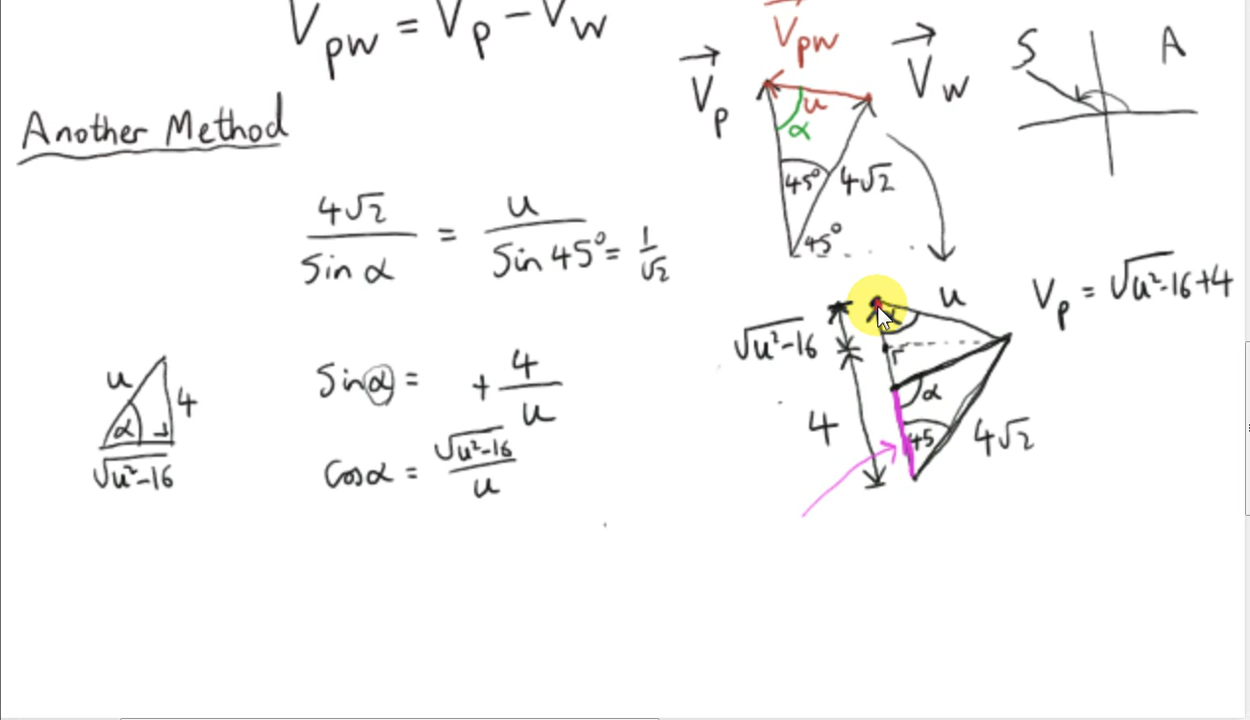 V_pw = V_p - V_w
V_pw
V_p
V_w
S
A
u
α
Another Method
45°
4√2
45°
4√2 / Sin α = u / Sin 45° = 1/√2
u
V_p = √u²-16 + 4
√u²-16
u
4
α
√u²-16
Sin α = + 4/u
Cos α = √u²-16 / u
α
α
4
45
4√2